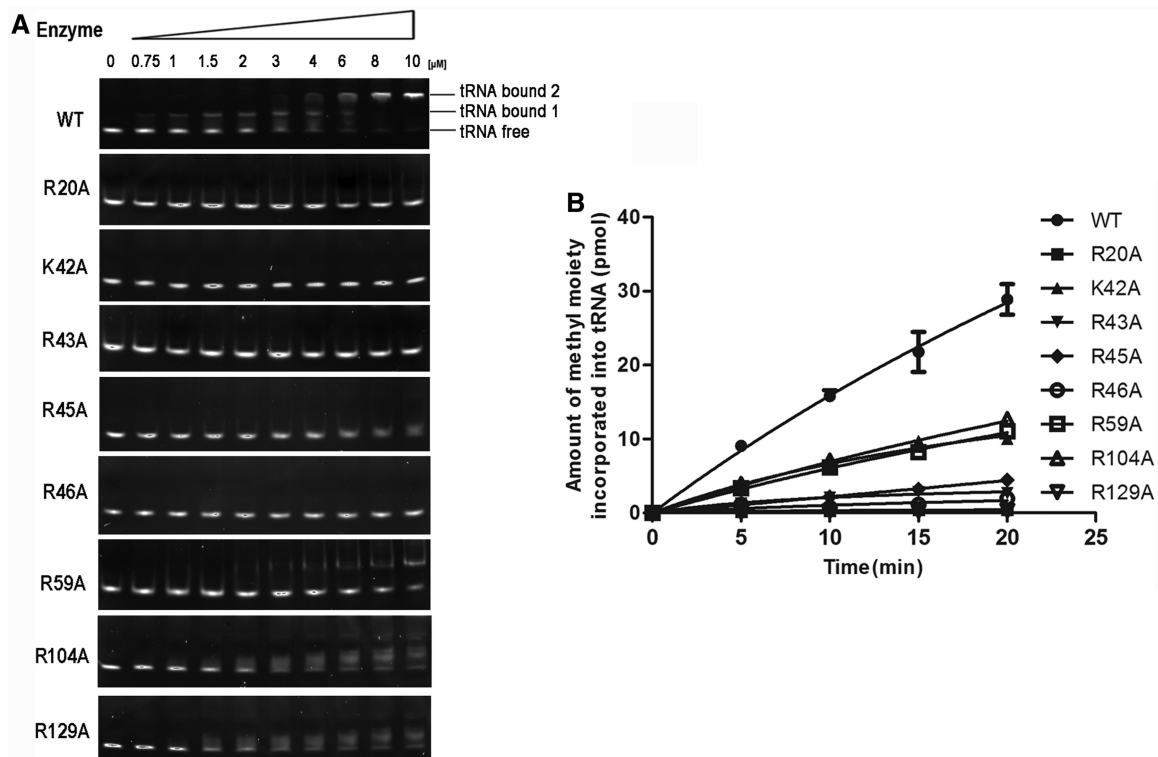 A Enzyme
0 0.75 1 1.5 2 3 4 6 8 10 [µM]
WT
tRNA bound 2
tRNA bound 1
tRNA free
R20A
K42A
R43A
R45A
R46A
R59A
R104A
R129A
B
Amount of methyl moiety
incorporated into tRNA (pmol)
40
30
20
10
0
0 5 10 15 20 25
Time(min)
WT
R20A
K42A
R43A
R45A
R46A
R59A
R104A
R129A